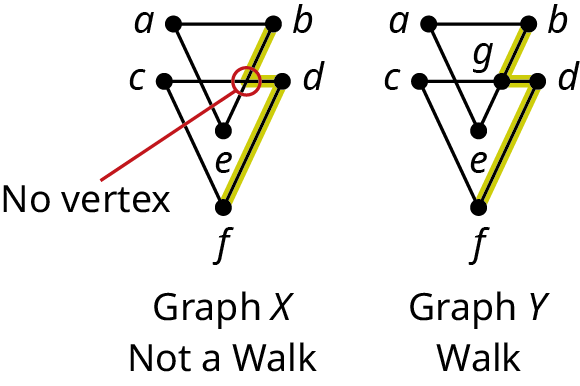 a b
c d
e
f
No vertex
Graph X
Not a Walk
a b
g
c d
e
f
Graph Y
Walk